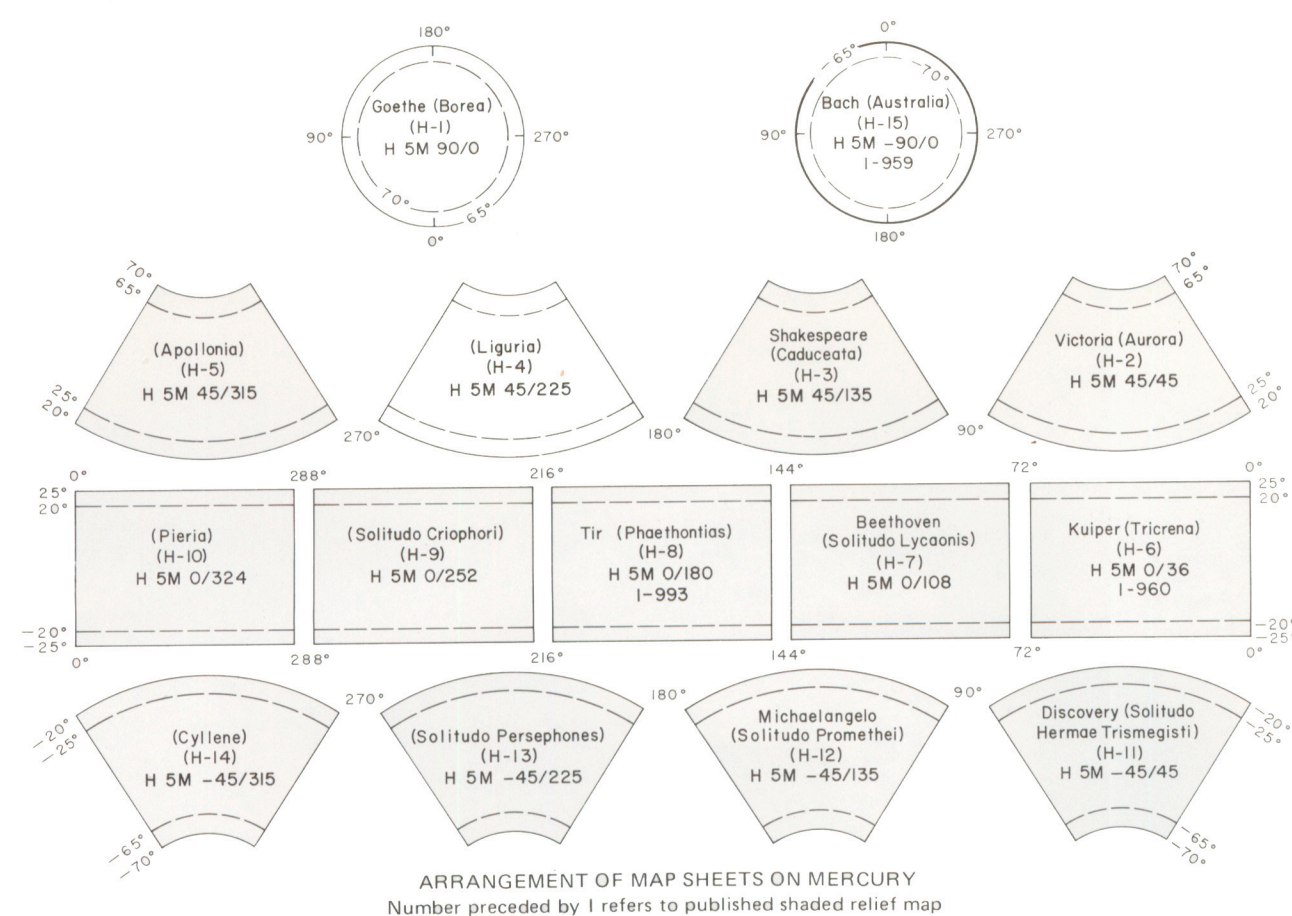 180°
Goethe (Borea)
(H-1)
H 5M 90/0
90°
270°
70°
65°
0°
0°
-65°
-70°
Bach (Australia)
(H-15)
H 5M -90/0
I-959
90°
270°
180°
70°
65°
(Apollonia)
(H-5)
H 5M 45/315
25°
20°
270°
(Liguria)
(H-4)
H 5M 45/225
180°
Shakespeare
(Caduceata)
(H-3)
H 5M 45/135
90°
70°
65°
Victoria (Aurora)
(H-2)
H 5M 45/45
25°
20°
0°
288°
216°
144°
72°
0°
25°
20°
(Pieria)
(H-10)
H 5M 0/324
(Solitudo Criophori)
(H-9)
H 5M 0/252
Tir (Phaethontias)
(H-8)
H 5M 0/180
I-993
Beethoven
(Solitudo Lycaonis)
(H-7)
H 5M 0/108
Kuiper (Tricrena)
(H-6)
H 5M 0/36
I-960
25°
20°
-20°
-25°
-20°
-25°
0°
288°
216°
144°
72°
0°
-20°
-25°
(Cyllene)
(H-14)
H 5M -45/315
-65°
-70°
270°
(Solitudo Persephones)
(H-13)
H 5M -45/225
180°
Michaelangelo
(Solitudo Promethei)
(H-12)
H 5M -45/135
90°
Discovery (Solitudo
Hermae Trismegisti)
(H-11)
H 5M -45/45
-20°
-25°
-65°
-70°
ARRANGEMENT OF MAP SHEETS ON MERCURY
Number preceded by I refers to published shaded relief map